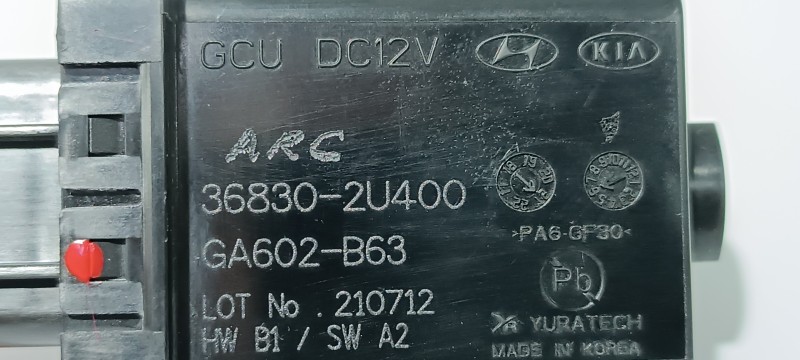 GCU DC12V KIA
ARC
36830-2U400
GA602-B63
>PA6-GF30<
Pb
LOT No . 210712
HW B1 / SW A2
YURATECH
MADE IN KOREA